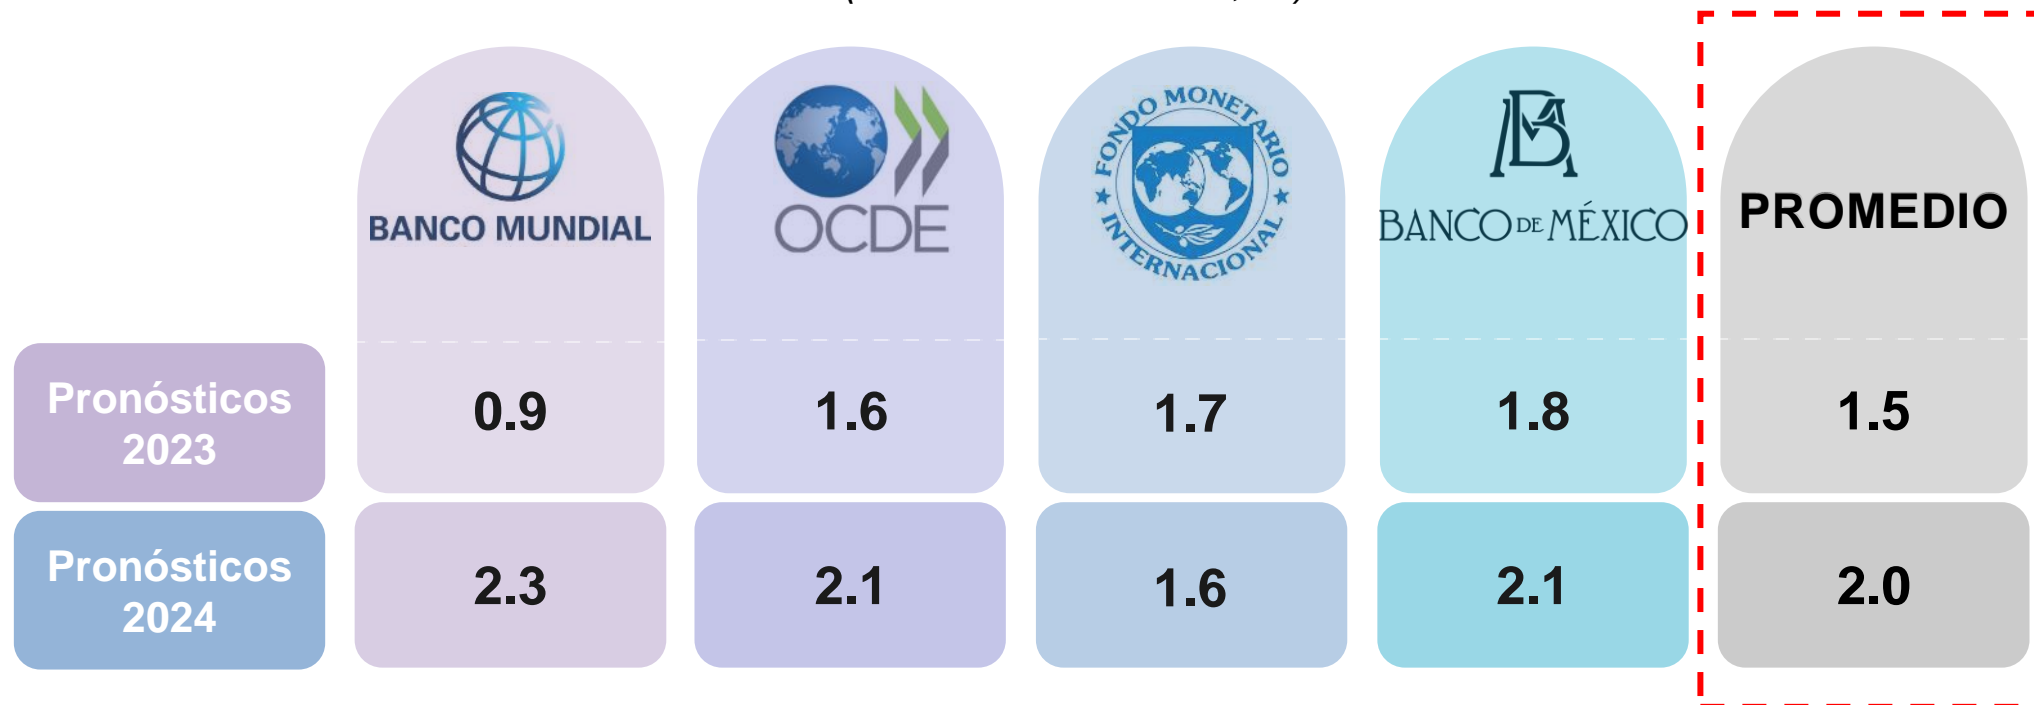 BANCO MUNDIAL
OCDE
FONDO MONETARIO
INTERNACIONAL
BANCO DE MÉXICO
PROMEDIO
Pronósticos
2023
0.9
1.6
1.7
1.8
1.5
Pronósticos
2024
2.3
2.1
1.6
2.1
2.0